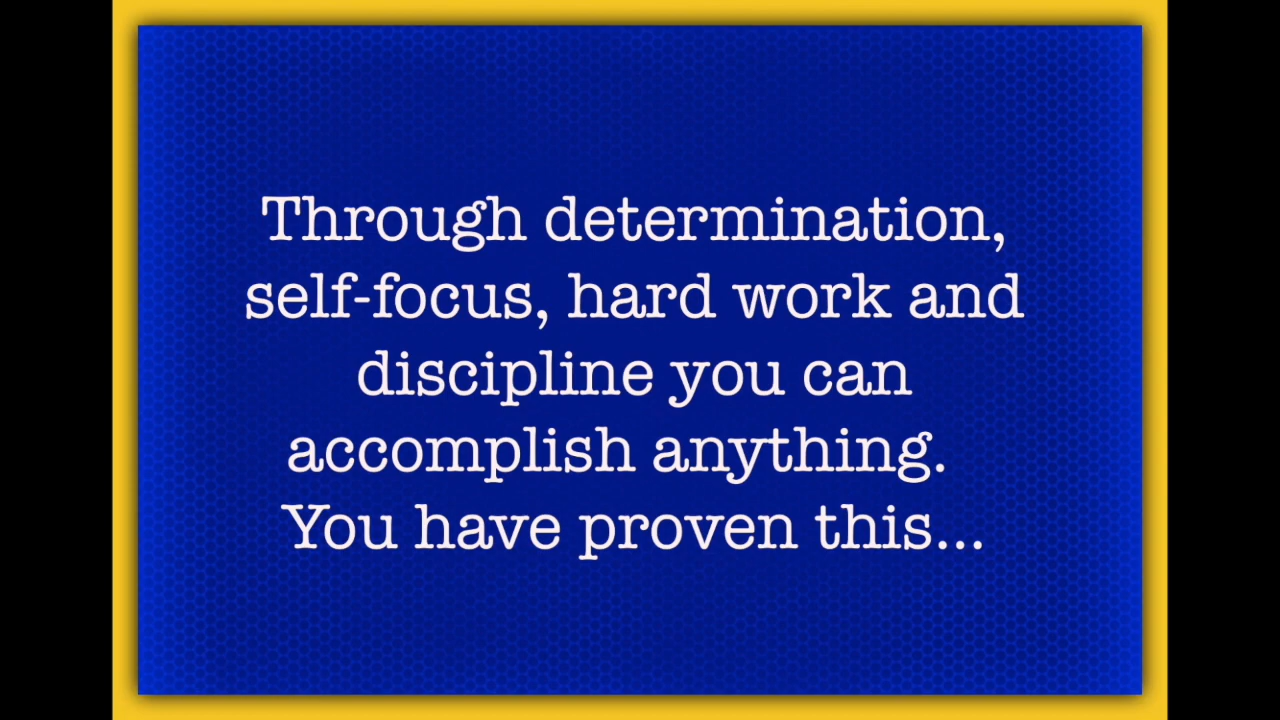 Through determination,
self-focus, hard work and
discipline you can
accomplish anything.
You have proven this...